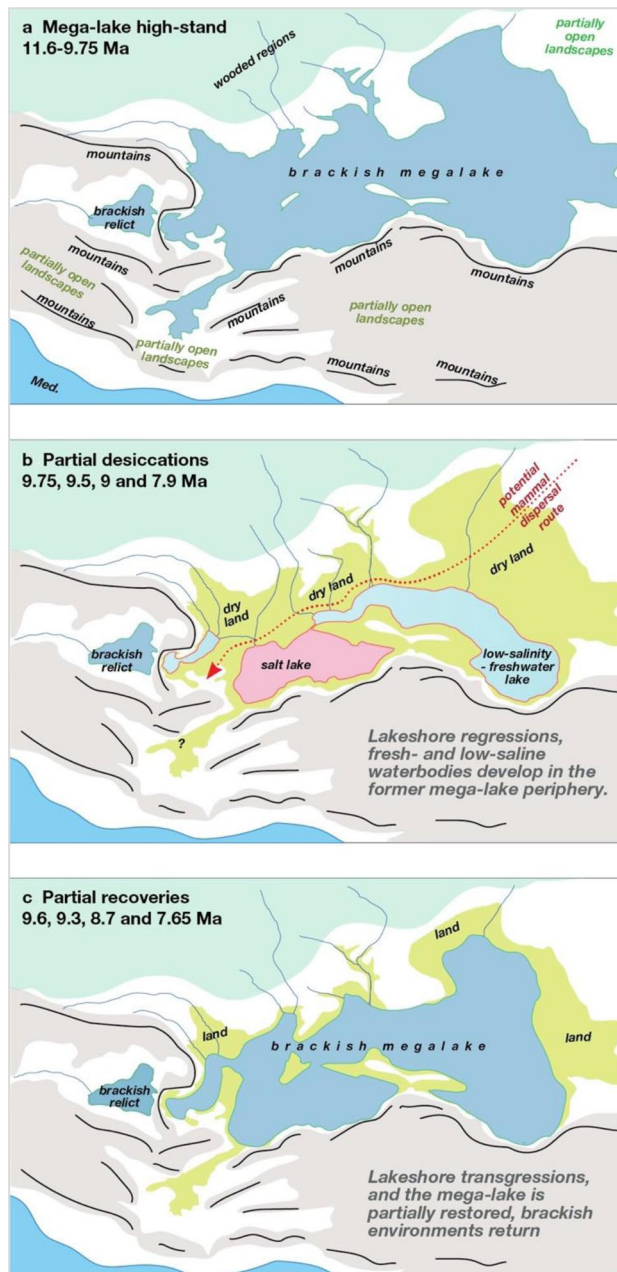 a Mega-lake high-stand
11.6-9.75 Ma
partially
open
landscapes
wooded regions
mountains
brackish megalake
brackish
relict
partially open
landscapes
mountains
mountains
mountains
mountains
mountains
partially open
landscapes
partially open
landscapes
mountains
mountains
Med.
b Partial desiccations
9.75, 9.5, 9 and 7.9 Ma
potential
mammal
dispersal
route
dry land
dry land
dry
land
brackish
relict
salt lake
low-salinity
- freshwater
lake
?
Lakeshore regressions,
fresh- and low-saline
waterbodies develop in the
former mega-lake periphery.
c Partial recoveries
9.6, 9.3, 8.7 and 7.65 Ma
land
land
brackish megalake
land
brackish
relict
Lakeshore transgressions,
and the mega-lake is
partially restored, brackish
environments return